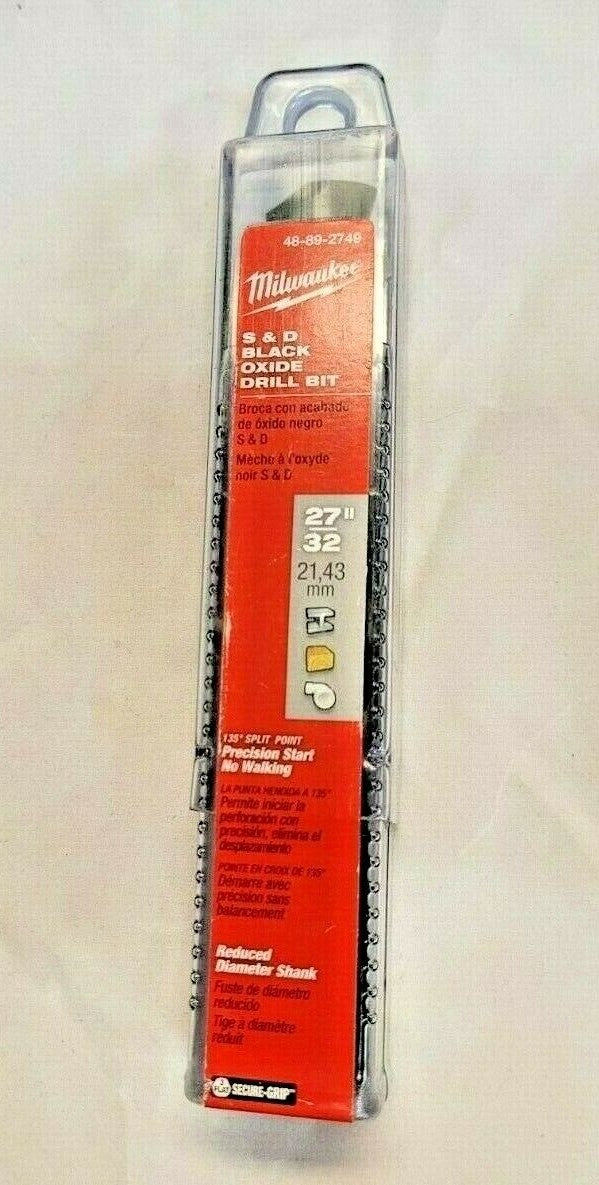 48-89-2749
Milwaukee
S & D
BLACK
OXIDE
DRILL BIT
Broca con acabado
de óxido negro
S & D
Mèche à l'oxyde
noir S & D
27"
32
21,43
mm
135° SPLIT POINT
Precision Start
No Walking
LA PUNTA HENDIDA A 135°
Permite iniciar la
perforación con
precisión, elimina el
desplazamiento
POINTE EN CROIX DE 135°
Démarre avec
précision sans
balancement
Reduced
Diameter Shank
Fuste de diámetro
reducido
Tige à diamètre
réduit
3
FLAT
SECURE-GRIP™